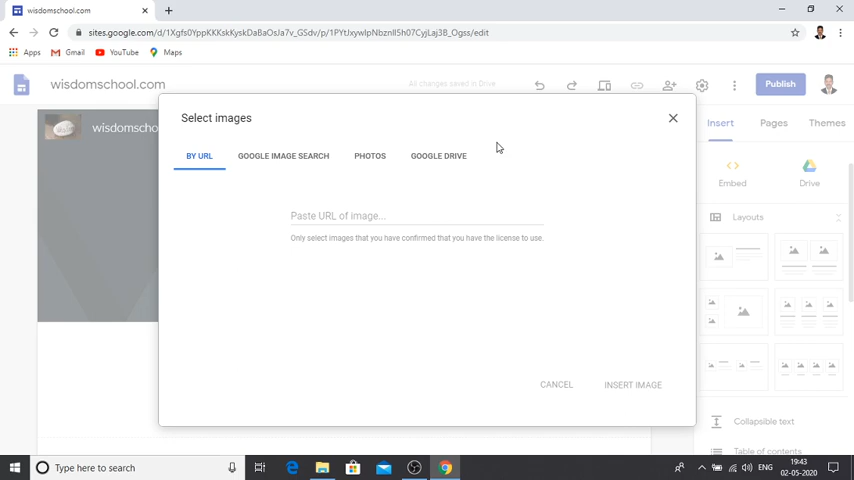 wisdomschool.com
sites.google.com/d/1Xgfs0YppKKKskKyskDaBaOsJa7v_GSdv/p/1PYtJxywIpNbznlI5h07CyjLaj3B_Ogss/edit
Apps Gmail YouTube Maps
wisdomschool.com
All changes saved in Drive
Publish
wisdomscho
Select images
Insert Pages Themes
BY URL GOOGLE IMAGE SEARCH PHOTOS GOOGLE DRIVE
Embed Drive
Paste URL of image...
Layouts
Only select images that you have confirmed that you have the license to use.
CANCEL INSERT IMAGE
Collapsible text
Table of contents
Type here to search
ENG
19:43
02-05-2020